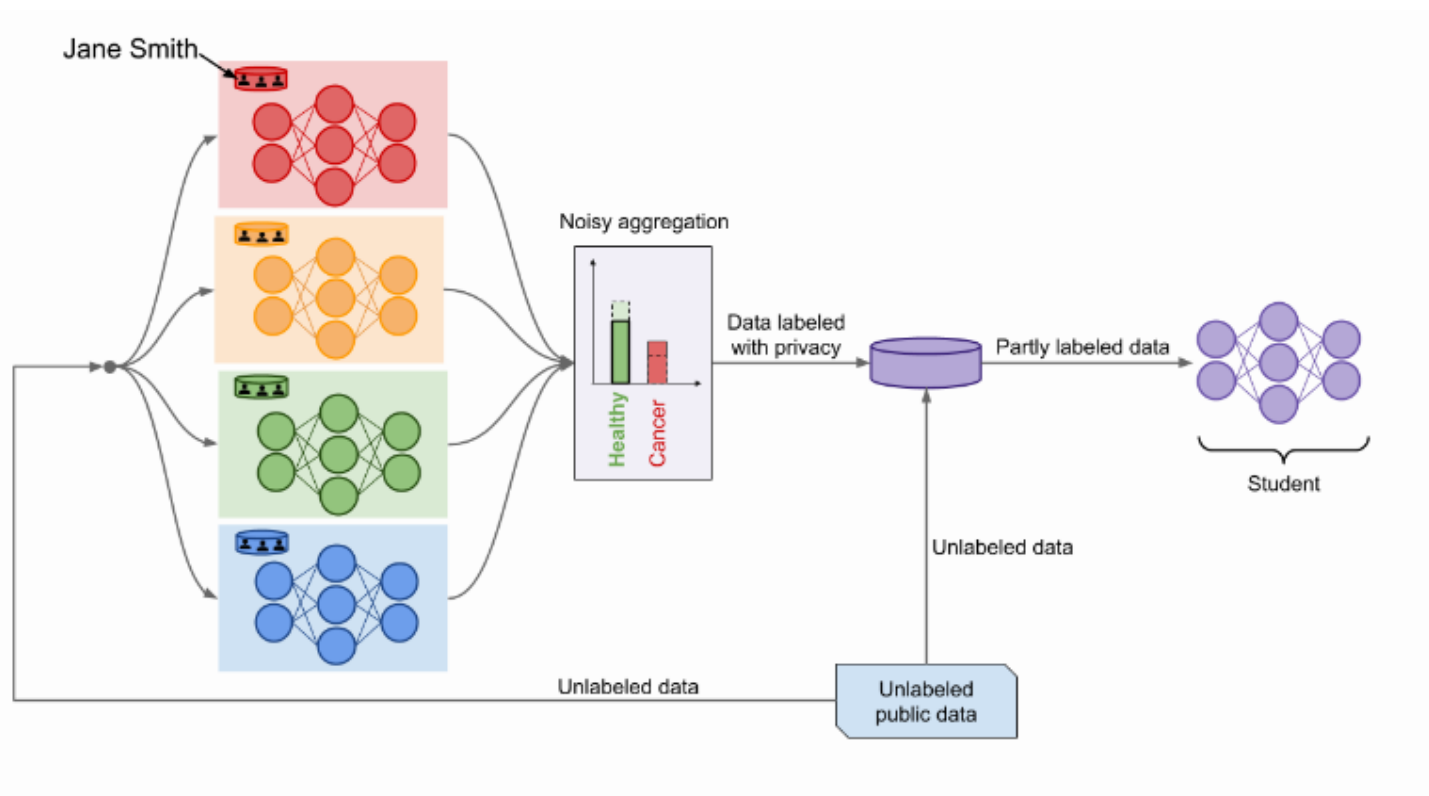 Jane Smith
Noisy aggregation
Healthy
Cancer
Data labeled
with privacy
Partly labeled data
Student
Unlabeled data
Unlabeled data
Unlabeled
public data